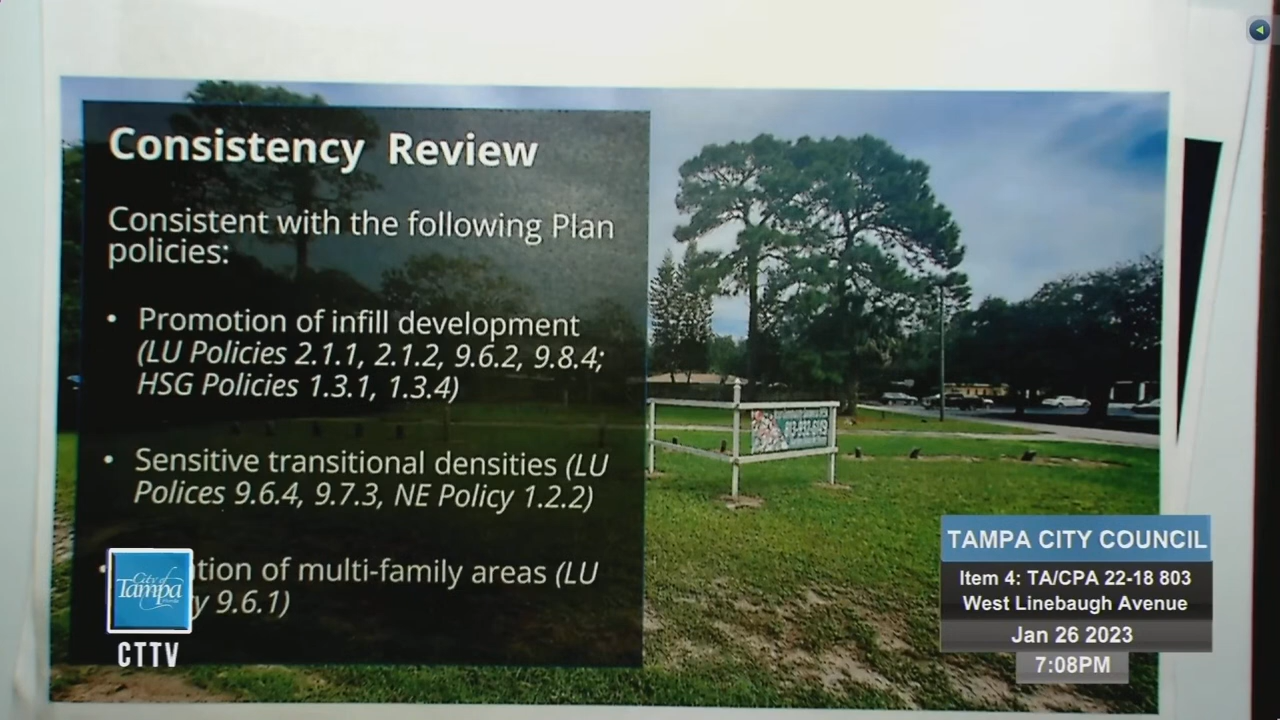 Consistency Review
Consistent with the following Plan
policies:
• Promotion of infill development
(LU Policies 2.1.1, 2.1.2, 9.6.2, 9.8.4;
HSG Policies 1.3.1, 1.3.4)
• Sensitive transitional densities (LU
Polices 9.6.4, 9.7.3, NE Policy 1.2.2)
of multi-family areas (LU
9.6.1)
City of
Tampa
CTTV
813-932-6149
TAMPA CITY COUNCIL
Item 4: TA/CPA 22-18 803
West Linebaugh Avenue
Jan 26 2023
7:08PM